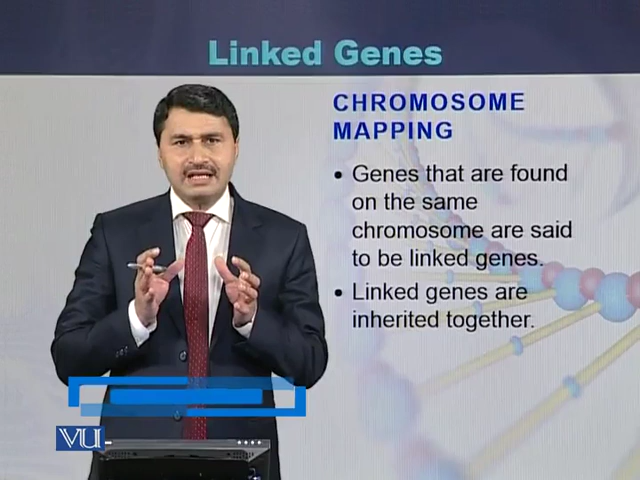 Linked Genes
CHROMOSOME
MAPPING
• Genes that are found
on the same
chromosome are said
to be linked genes.
• Linked genes are
inherited together.
VU